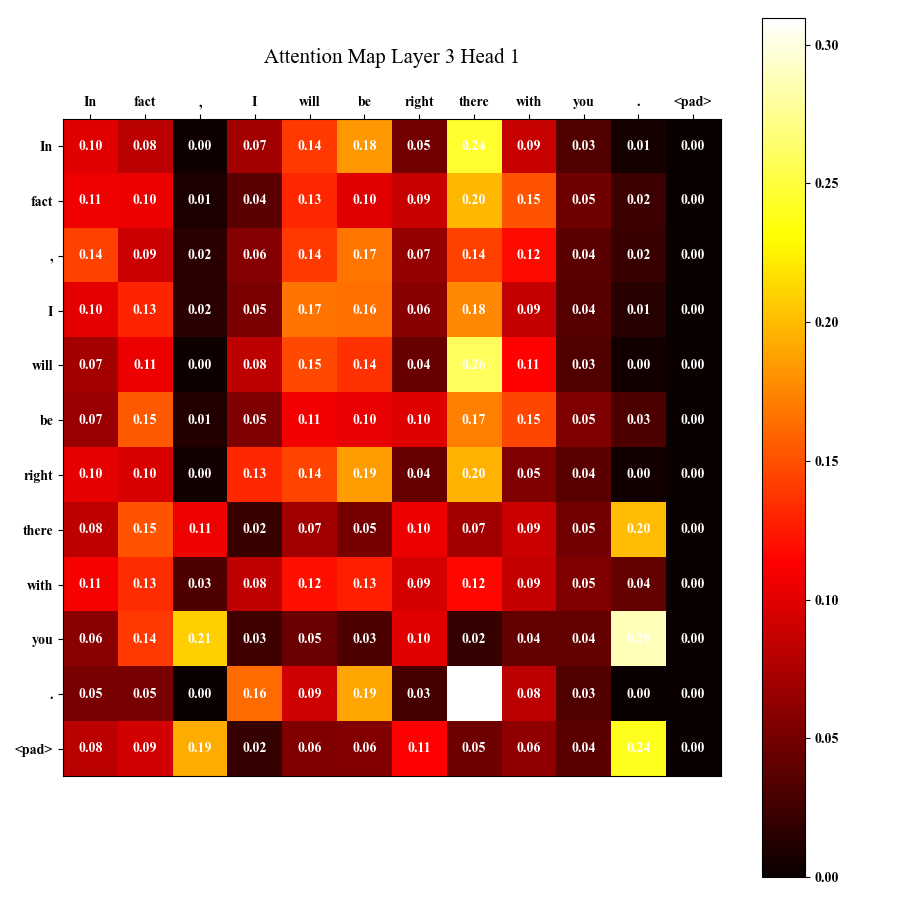 Attention Map Layer 3 Head 1
In fact , I will be right there with you . <pad>
In 0.10 0.08 0.00 0.07 0.14 0.18 0.05 0.24 0.09 0.03 0.01 0.00
fact 0.11 0.10 0.01 0.04 0.13 0.10 0.09 0.20 0.15 0.05 0.02 0.00
, 0.14 0.09 0.02 0.06 0.14 0.17 0.07 0.14 0.12 0.04 0.02 0.00
I 0.10 0.13 0.02 0.05 0.17 0.16 0.06 0.18 0.09 0.04 0.01 0.00
will 0.07 0.11 0.00 0.08 0.15 0.14 0.04 0.26 0.11 0.03 0.00 0.00
be 0.07 0.15 0.01 0.05 0.11 0.10 0.10 0.17 0.15 0.05 0.03 0.00
right 0.10 0.10 0.00 0.13 0.14 0.19 0.04 0.20 0.05 0.04 0.00 0.00
there 0.08 0.15 0.11 0.02 0.07 0.05 0.10 0.07 0.09 0.05 0.20 0.00
with 0.11 0.13 0.03 0.08 0.12 0.13 0.09 0.12 0.09 0.05 0.04 0.00
you 0.06 0.14 0.21 0.03 0.05 0.03 0.10 0.02 0.04 0.04 0.00
. 0.05 0.05 0.00 0.16 0.09 0.19 0.03 0.08 0.03 0.00 0.00
<pad> 0.08 0.09 0.19 0.02 0.06 0.06 0.11 0.05 0.06 0.04 0.24 0.00
0.30
0.25
0.20
0.15
0.10
0.05
0.00